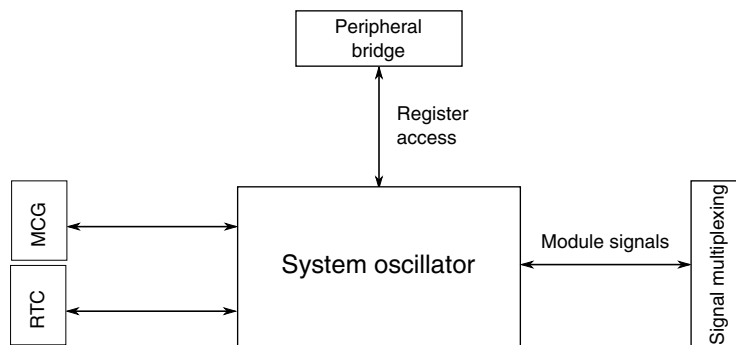 Peripheral
bridge
Register
access
MCG
System oscillator
Module signals
Signal multiplexing
RTC